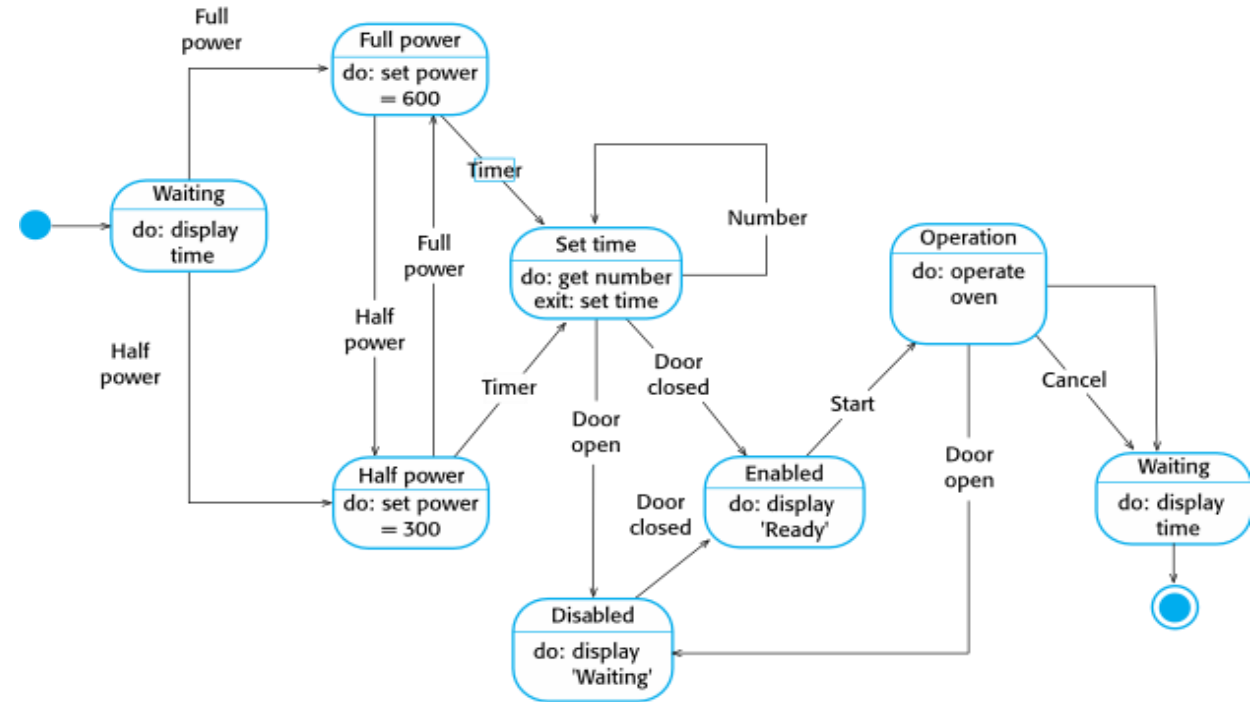 Full
power
Full power
do: set power
= 600
Timer
Waiting
do: display
time
Number
Full
power
Set time
do: get number
exit: set time
Operation
do: operate
oven
Half
power
Half
power
Timer
Door
closed
Cancel
Start
Door
open
Door
open
Half power
do: set power
= 300
Enabled
do: display
'Ready'
Waiting
do: display
time
Door
closed
Disabled
do: display
'Waiting'